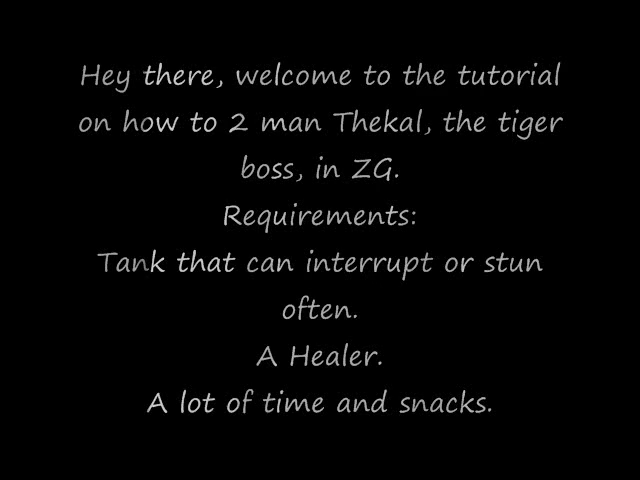 Hey there, welcome to the tutorial
on how to 2 man Thekal, the tiger
boss, in ZG.
Requirements:
Tank that can interrupt or stun
often.
A Healer.
A lot of time and snacks.